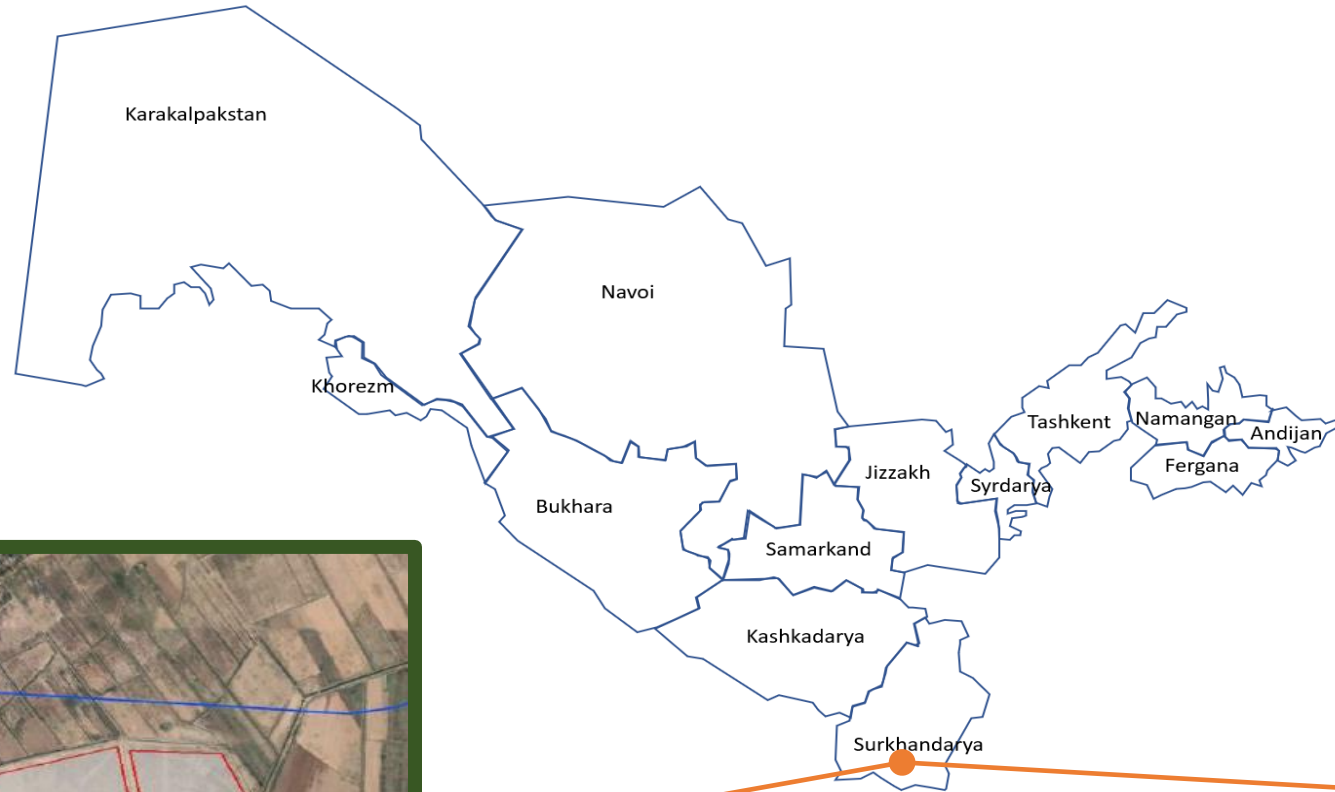 Karakalpakstan
Navoi
Khorezm
Tashkent
Namangan
Andijan
Fergana
Jizzakh
Syrdarya
Bukhara
Samarkand
Kashkadarya
Surkhandarya